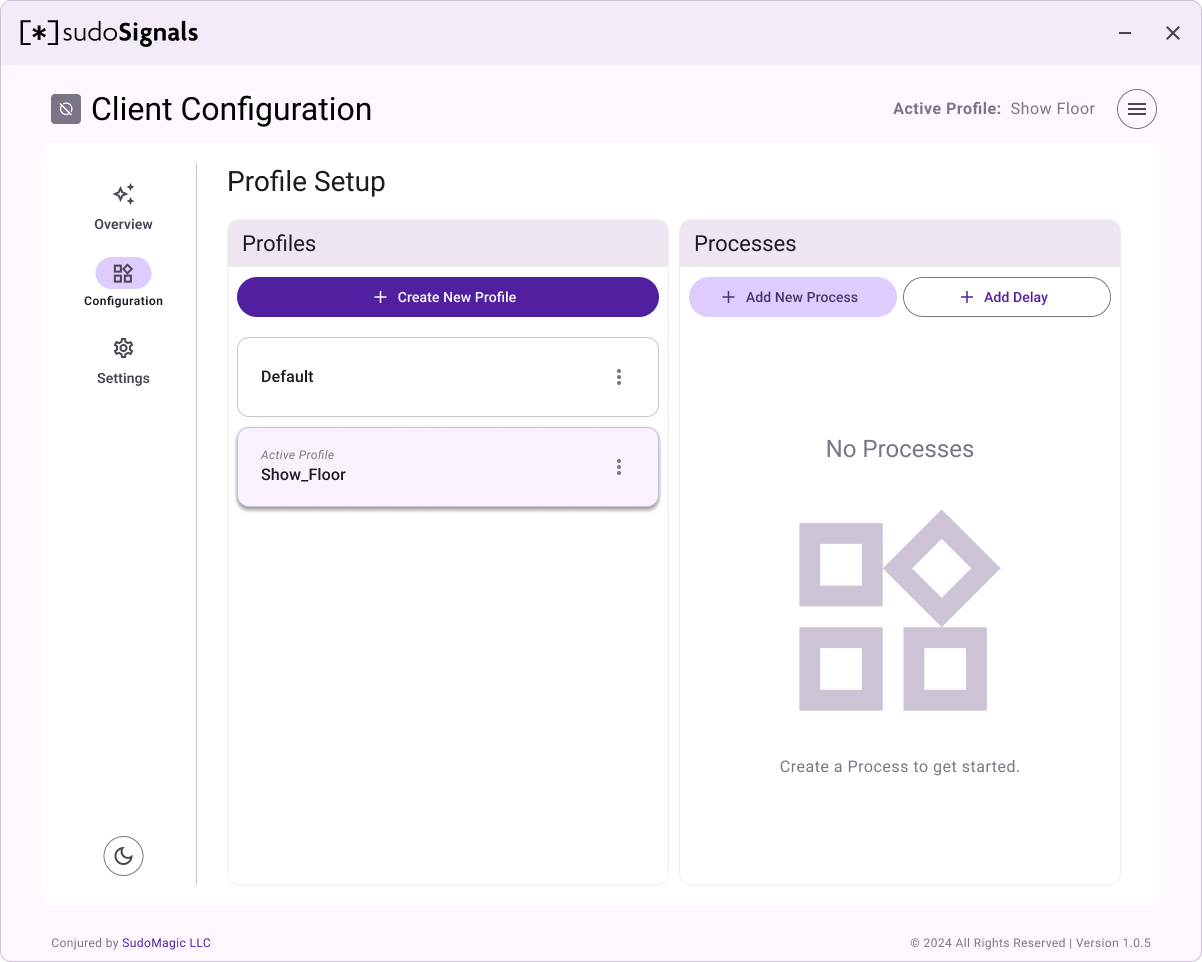 [*]sudoSignals
Client Configuration
Active Profile: Show Floor
Overview
Configuration
Settings
Profile Setup
Profiles
+ Create New Profile
Default
Active Profile
Show_Floor
Processes
+ Add New Process
+ Add Delay
No Processes
Create a Process to get started.
Conjured by SudoMagic LLC
© 2024 All Rights Reserved | Version 1.0.5